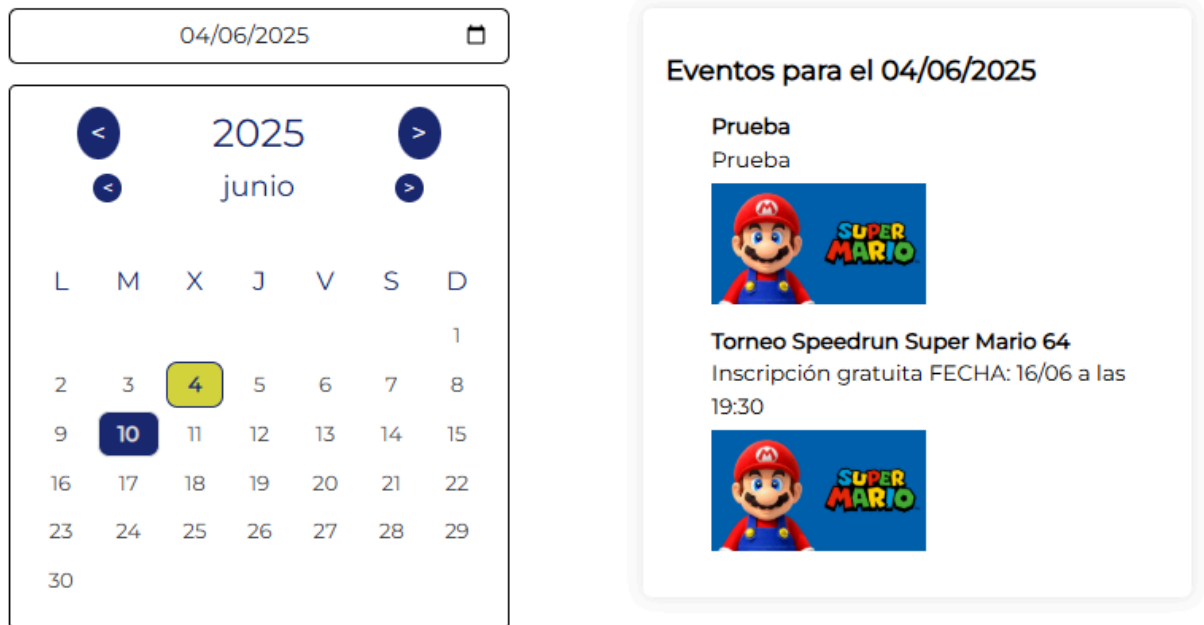 04/06/2025
< 2025 >
< junio >
L M X J V S D
1
2 3 4 5 6 7 8
9 10 11 12 13 14 15
16 17 18 19 20 21 22
23 24 25 26 27 28 29
30
Eventos para el 04/06/2025
Prueba
Prueba
M
SUPER
MARIO
Torneo Speedrun Super Mario 64
Inscripción gratuita FECHA: 16/06 a las
19:30
M
SUPER
MARIO